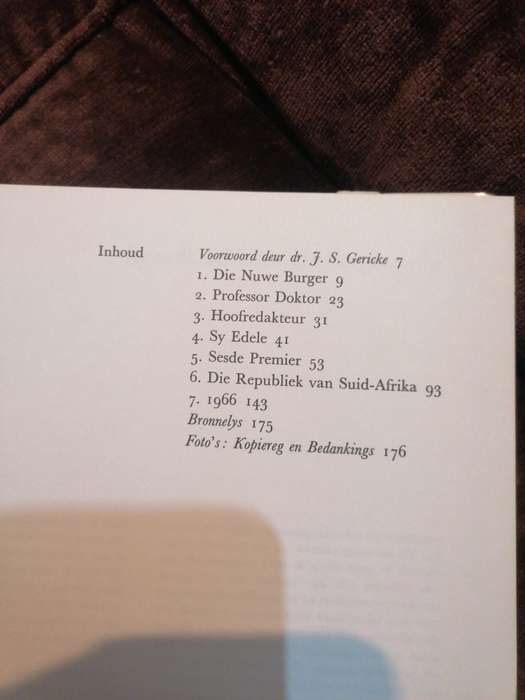 Inhoud Voorwoord deur dr. J. S. Gericke 7
1. Die Nuwe Burger 9
2. Professor Doktor 23
3. Hoofredakteur 31
4. Sy Edele 41
5. Sesde Premier 53
6. Die Republiek van Suid-Afrika 93
7. 1966 143
Bronnelys 175
Foto's: Kopiereg en Bedankings 176